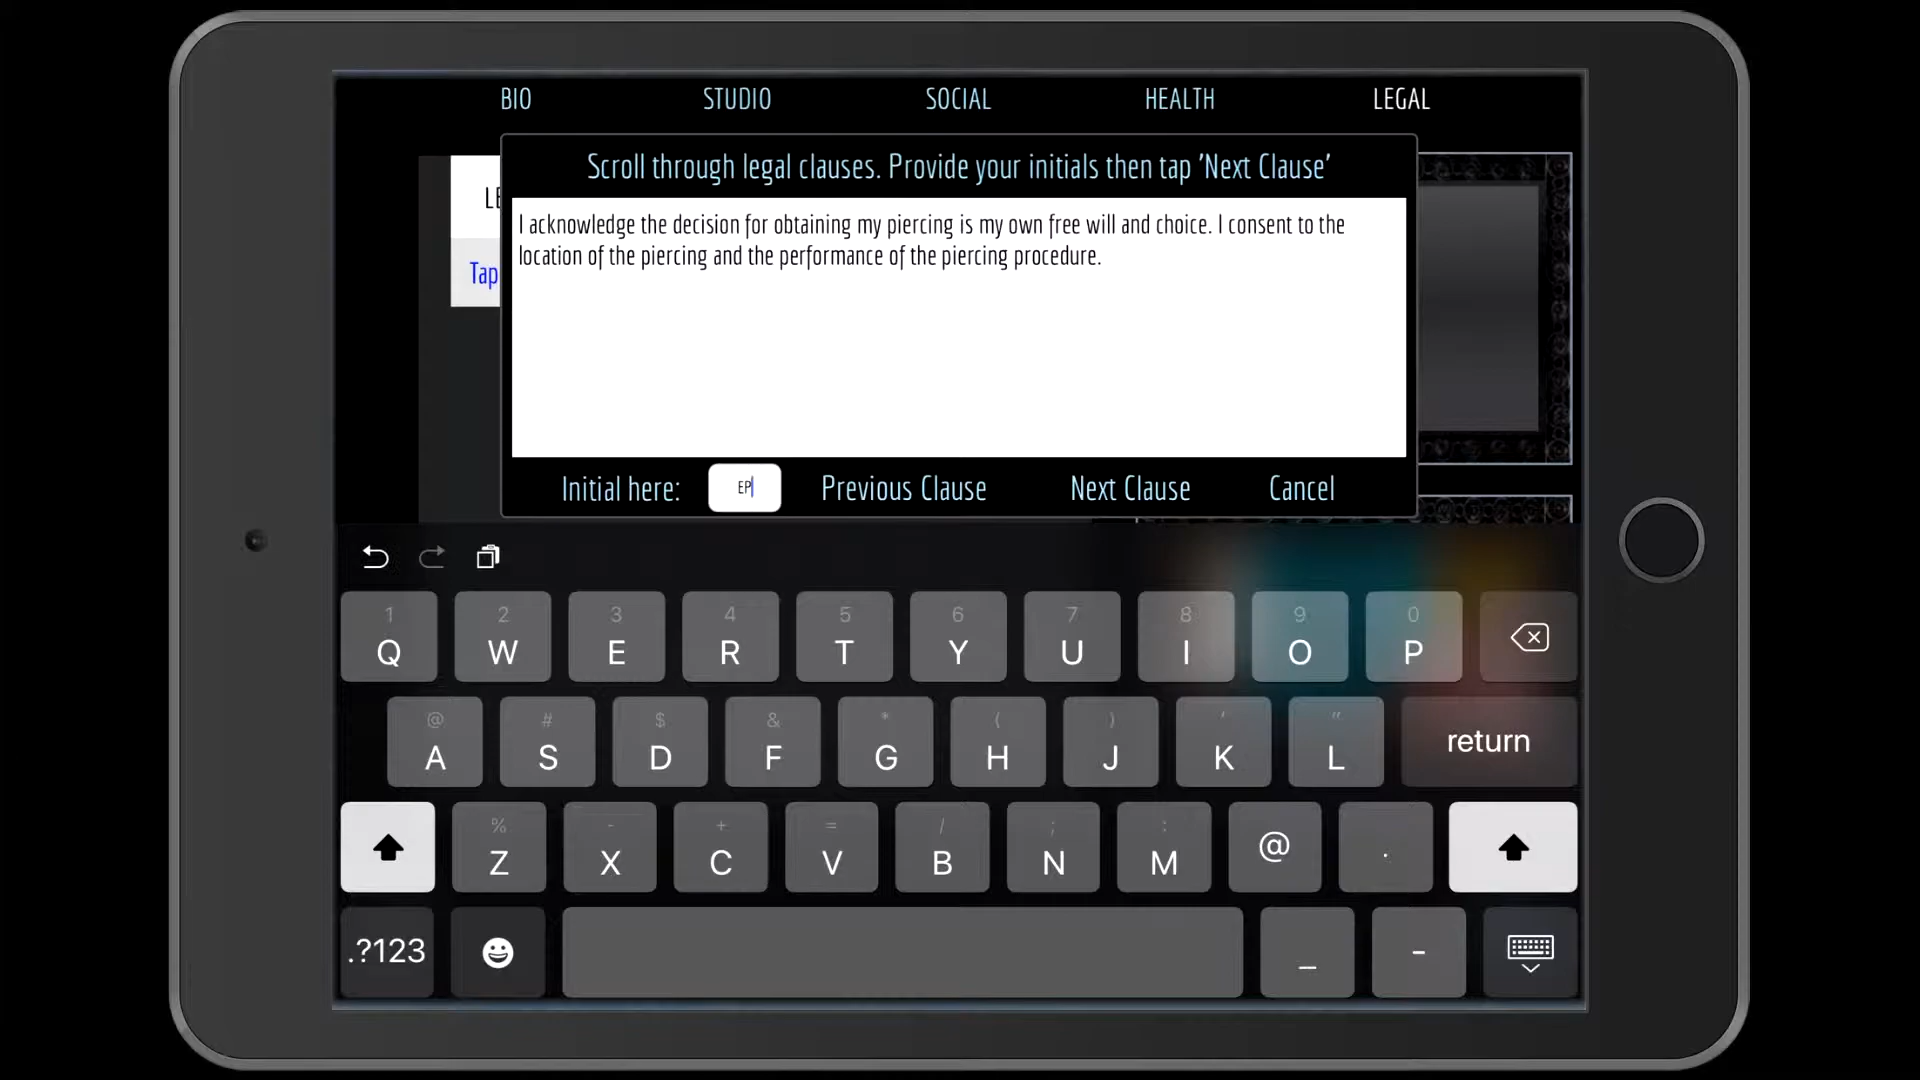 BIO STUDIO SOCIAL HEALTH LEGAL
Scroll through legal clauses. Provide your initials then tap 'Next Clause'
LE
Tap
I acknowledge the decision for obtaining my piercing is my own free will and choice. I consent to the
location of the piercing and the performance of the piercing procedure.
Initial here: EP Previous Clause Next Clause Cancel
1 2 3 4 5 6 7 8 9 0
Q W E R T Y U I O P
@ # $ & * ( ) ' "
A S D F G H J K L return
% - + = / ; :
Z X C V B N M @ .
.?123 _ -